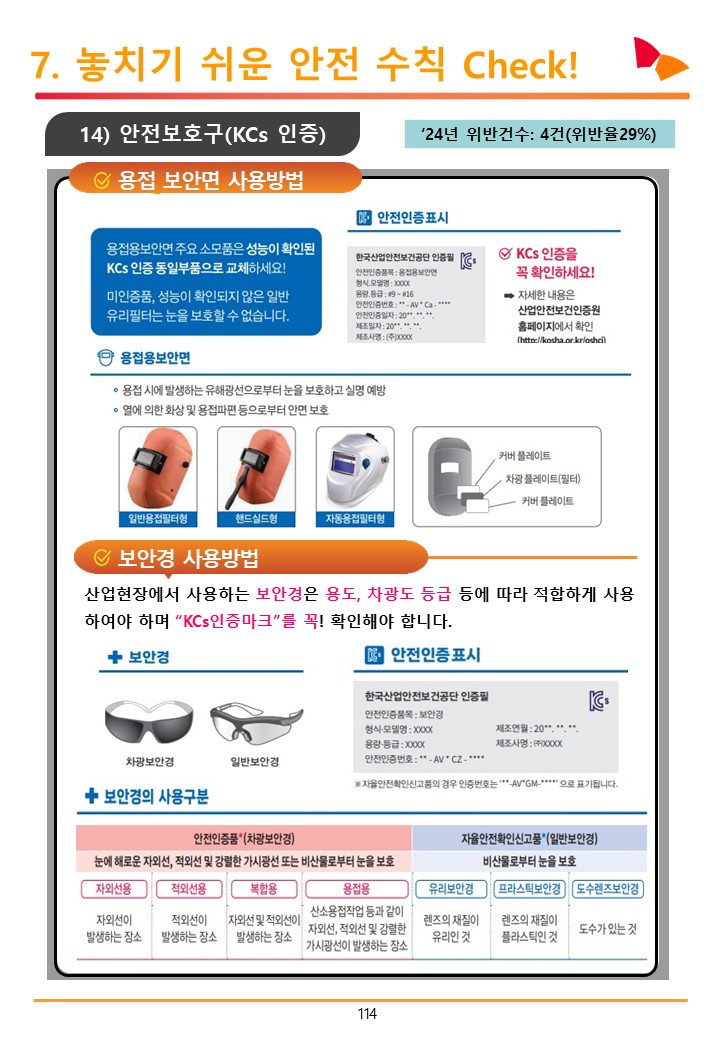 7. 놓치기 쉬운 안전 수칙 Check!
14) 안전보호구(KCs 인증)
‘24년 위반건수: 4건(위반율29%)
용접 보안면 사용방법
용접용보안면 주요 소모품은 성능이 확인된
KCs 인증 동일부품으로 교체하세요!
미인증품, 성능이 확인되지 않은 일반
유리필터는 눈을 보호할 수 없습니다.
안전인증표시
한국산업안전보건공단 인증필
안전인증품목 : 용접용보안면
형식.모델명 : XXXX
용량.등급 : #9 ~ #16
안전인증번호 : ** - AV * Ca - ****
안전인증일자 : 20**. **. **.
제조일자 : 20**. **. **.
제조사명 : (주)XXXX
KCs 인증을
꼭 확인하세요!
➡ 자세한 내용은
산업안전보건인증원
홈페이지에서 확인
(http://kosha.or.kr/oshci)
용접용보안면
용접 시에 발생하는 유해광선으로부터 눈을 보호하고 실명 예방
열에 의한 화상 및 용접파편 등으로부터 안면 보호
일반용접필터형
핸드실드형
자동용접필터형
커버 플레이트
차광 플레이트(필터)
커버 플레이트
보안경 사용방법
산업현장에서 사용하는 보안경은 용도, 차광도 등급 등에 따라 적합하게 사용
하여야 하며 “KCs인증마크”를 꼭! 확인해야 합니다.
보안경
차광보안경 일반보안경
안전인증표시
한국산업안전보건공단 인증필
안전인증품목 : 보안경
형식·모델명 : XXXX 제조연월 : 20**. **. **.
용량·등급 : XXXX 제조사명 : ㈜XXXX
안전인증번호 : ** - AV * CZ - ****
※ 자율안전확인신고품의 경우 인증번호는 ‘**-AV*GM-****’ 으로 표기됩니다.
보안경의 사용구분
안전인증품*(차광보안경) 자율안전확인신고품*(일반보안경)
눈에 해로운 자외선, 적외선 및 강렬한 가시광선 또는 비산물로부터 눈을 보호 비산물로부터 눈을 보호
자외선용 적외선용 복합용 용접용 유리보안경 프라스틱보안경 도수렌즈보안경
자외선이
발생하는 장소
적외선이
발생하는 장소
자외선 및 적외선이
발생하는 장소
산소용접작업 등과 같이
자외선, 적외선 및 강렬한
가시광선이 발생하는 장소
렌즈의 재질이
유리인 것
렌즈의 재질이
플라스틱인 것
도수가 있는 것
114